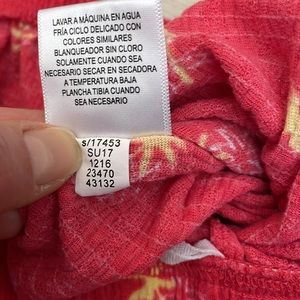 LAVAR A MÁQUINA EN AGUA
FRÍA CICLO DELICADO CON
COLORES SIMILARES
BLANQUEADOR SIN CLORO
SOLAMENTE CUANDO SEA
NECESARIO SECAR EN SECADORA
A TEMPERATURA BAJA
PLANCHA TIBIA CUANDO SEA
NECESARIO
s/17453
SU17
1216
23470
43132